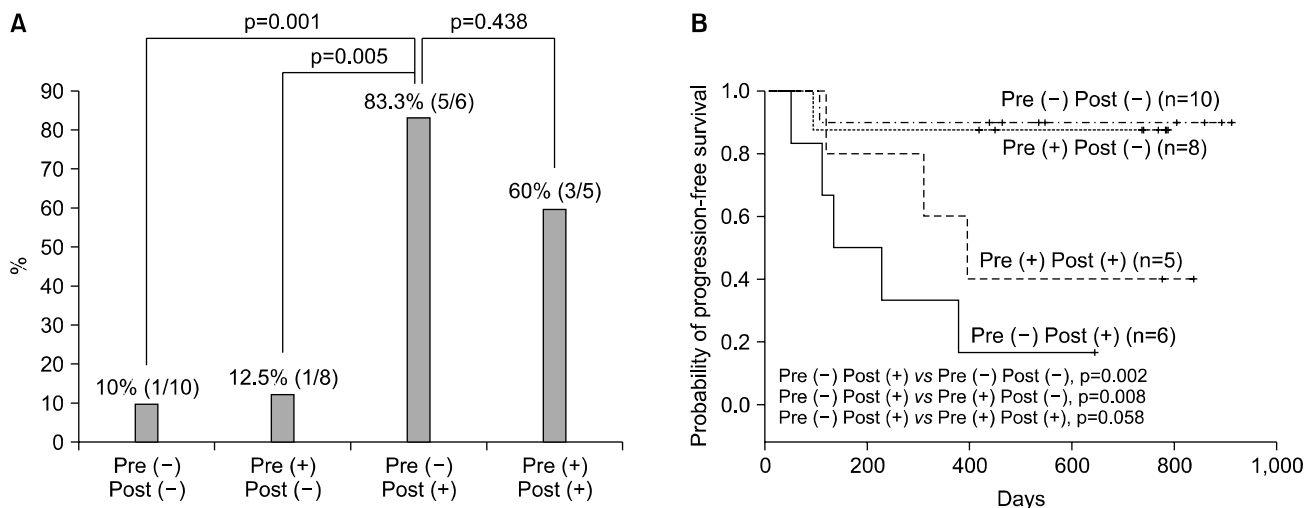 A
p=0.001
p=0.438
p=0.005
90
80
70
60
50
40
30
20
10
0
%
10% (1/10)
12.5% (1/8)
83.3% (5/6)
60% (3/5)
Pre (−)
Post (−)
Pre (+)
Post (−)
Pre (−)
Post (+)
Pre (+)
Post (+)
B
Probability of progression-free survival
1.0
0.8
0.6
0.4
0.2
0.0
Pre (−) Post (−) (n=10)
Pre (+) Post (−) (n=8)
Pre (+) Post (+) (n=5)
Pre (−) Post (+) (n=6)
Pre (−) Post (+) vs Pre (−) Post (−), p=0.002
Pre (−) Post (+) vs Pre (+) Post (−), p=0.008
Pre (−) Post (+) vs Pre (+) Post (+), p=0.058
0
200
400
600
800
1,000
Days